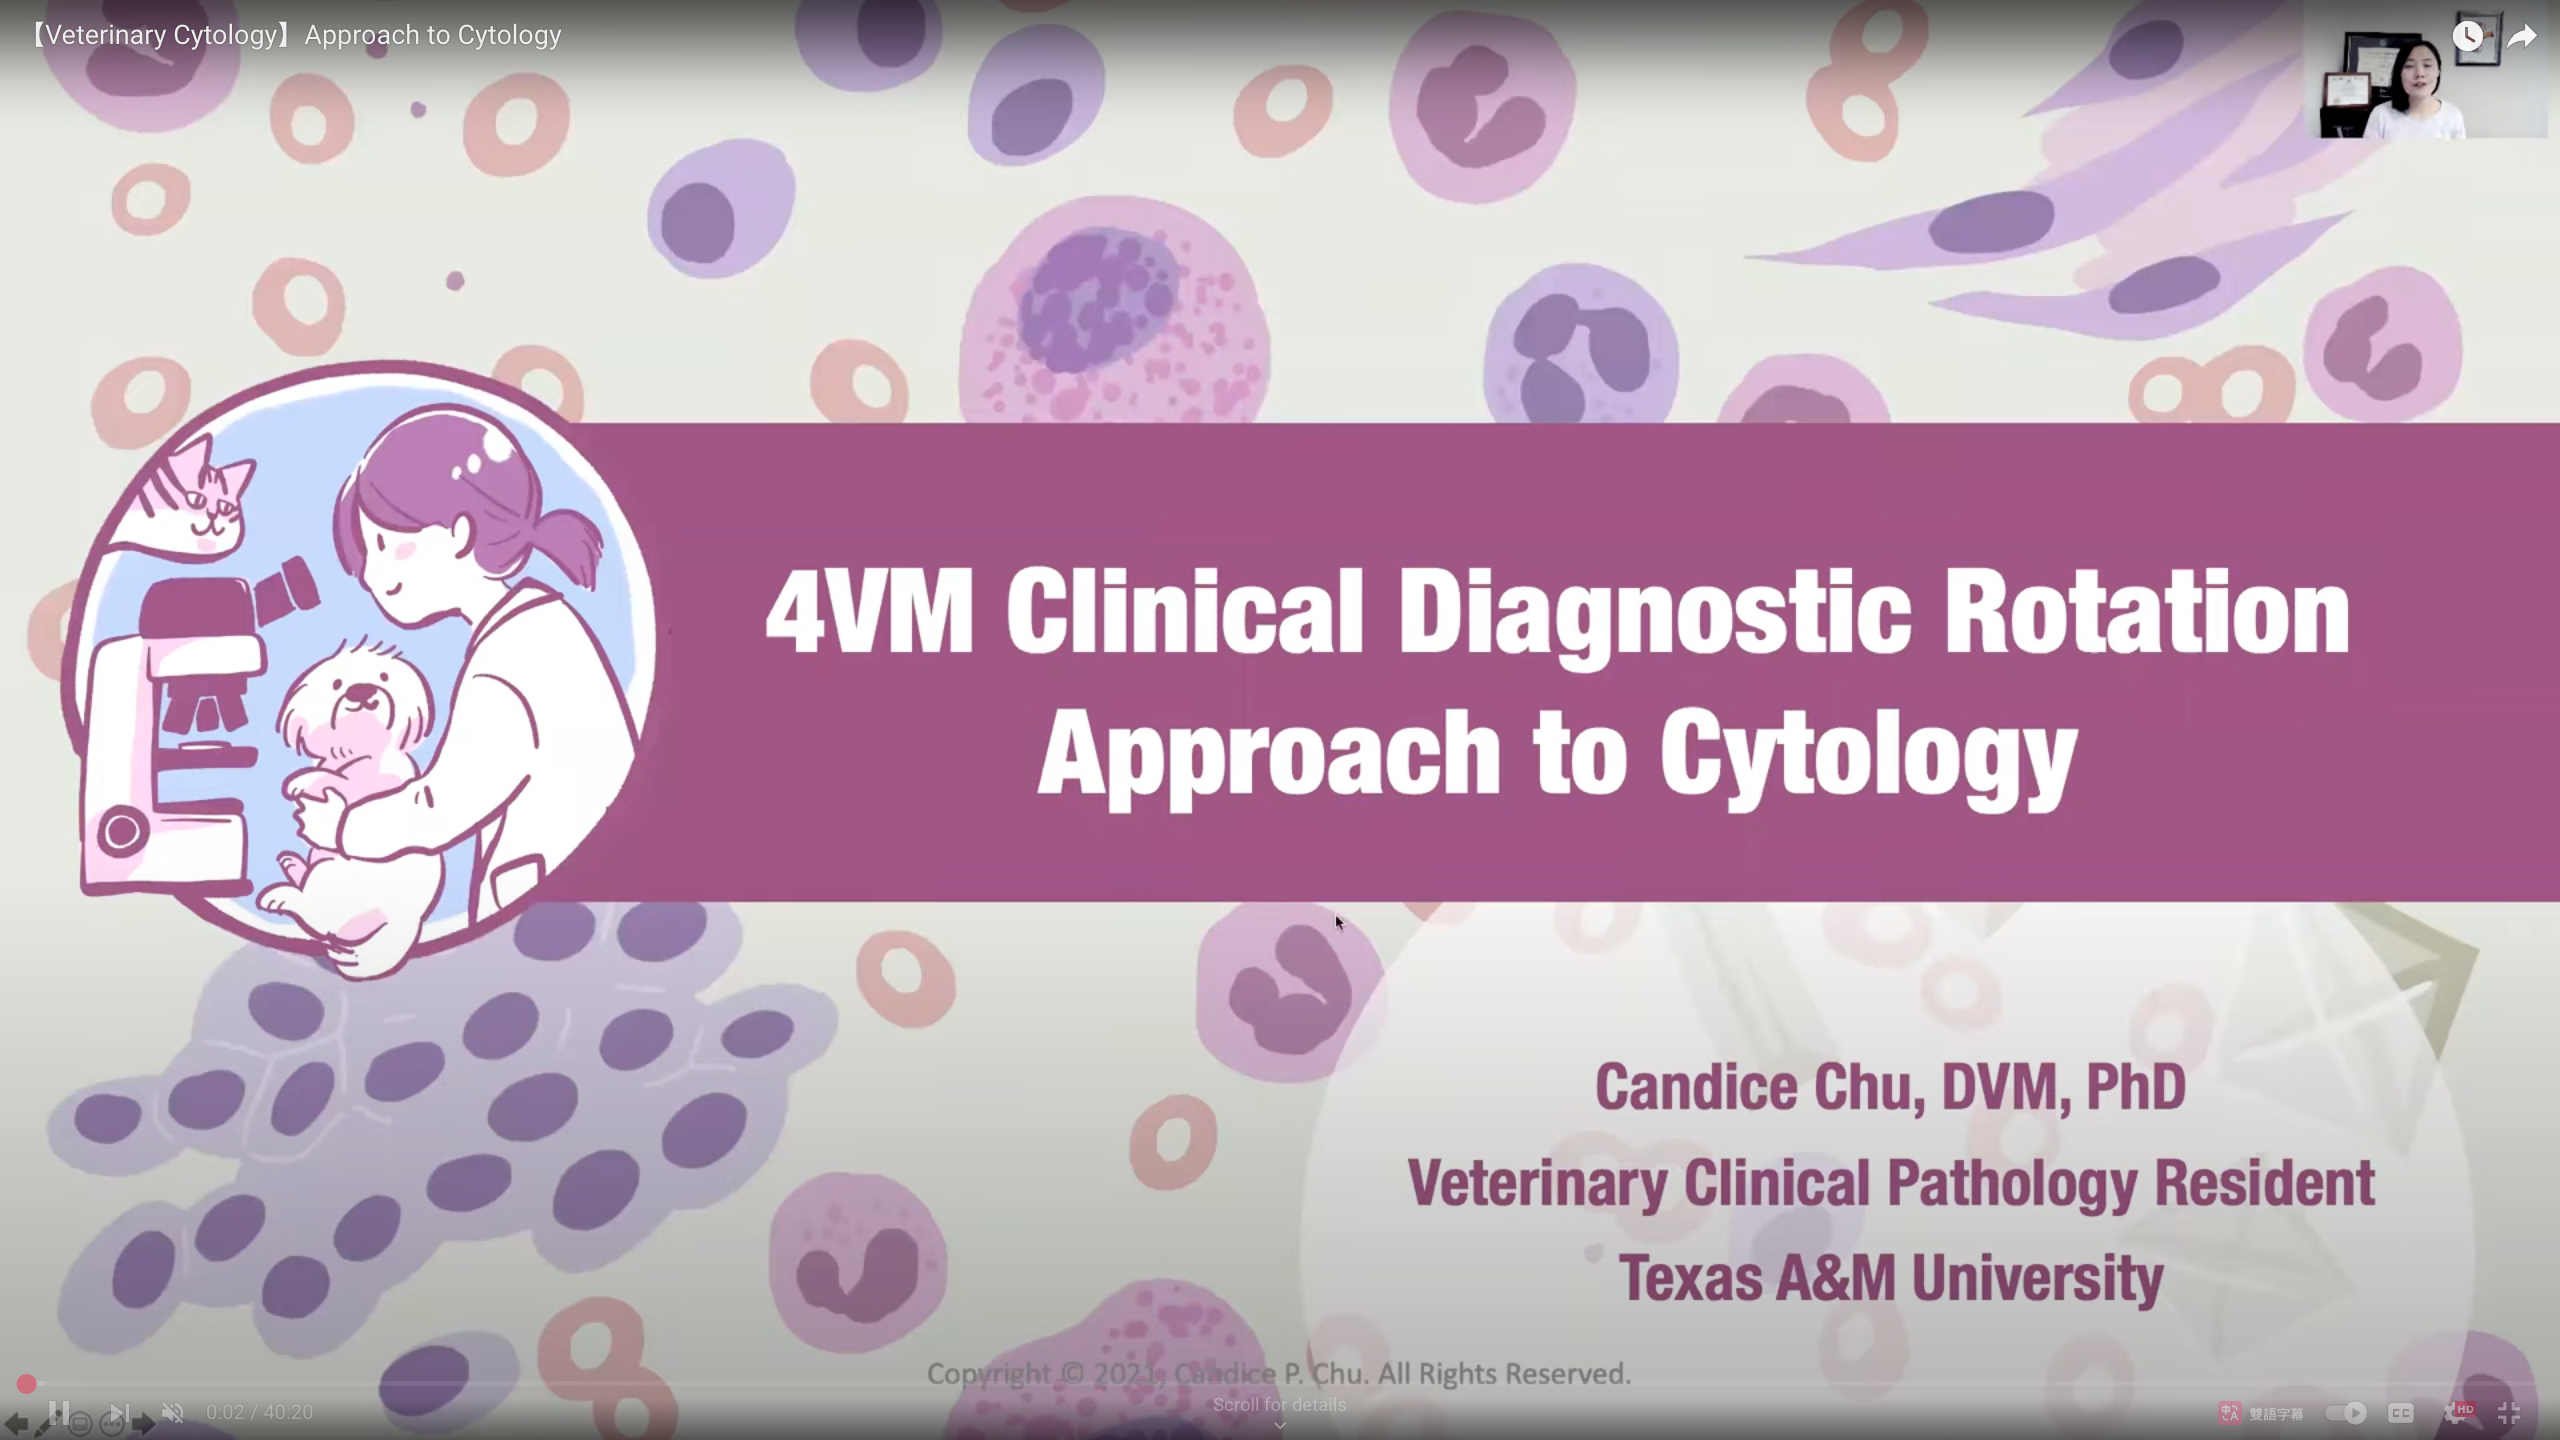 【Veterinary Cytology】Approach to Cytology
4VM Clinical Diagnostic Rotation
Approach to Cytology
Candice Chu, DVM, PhD
Veterinary Clinical Pathology Resident
Texas A&M University
Copyright © 2021, Candice P. Chu. All Rights Reserved.
Scroll for details
0:02 / 40:20
雙語字幕
CC
HD